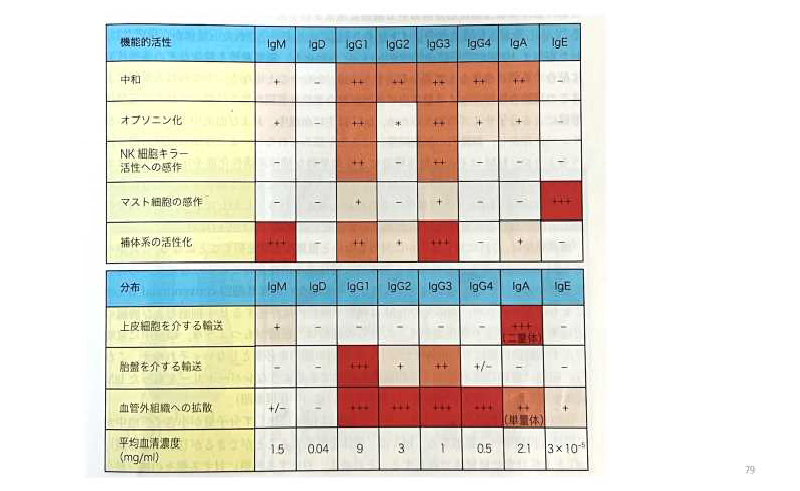 機能的活性 IgM IgD IgG1 IgG2 IgG3 IgG4 IgA IgE
中和 + – ++ ++ ++ ++ ++ –
オプソニン化 + – ++ * ++ + + –
NK 細胞キラー
活性への感作 – – ++ – ++ – – –
マスト細胞の感作 – – + – + – – +++
補体系の活性化 +++ – ++ + +++ – + –
分布 IgM IgD IgG1 IgG2 IgG3 IgG4 IgA IgE
上皮細胞を介する輸送 + – – – – – +++ –
(二量体)
胎盤を介する輸送 – – +++ + ++ +/– – –
血管外組織への拡散 +/– – +++ +++ +++ +++ ++ +
(単量体)
平均血清濃度
(mg/ml) 1.5 0.04 9 3 1 0.5 2.1 3×10⁻⁵
79